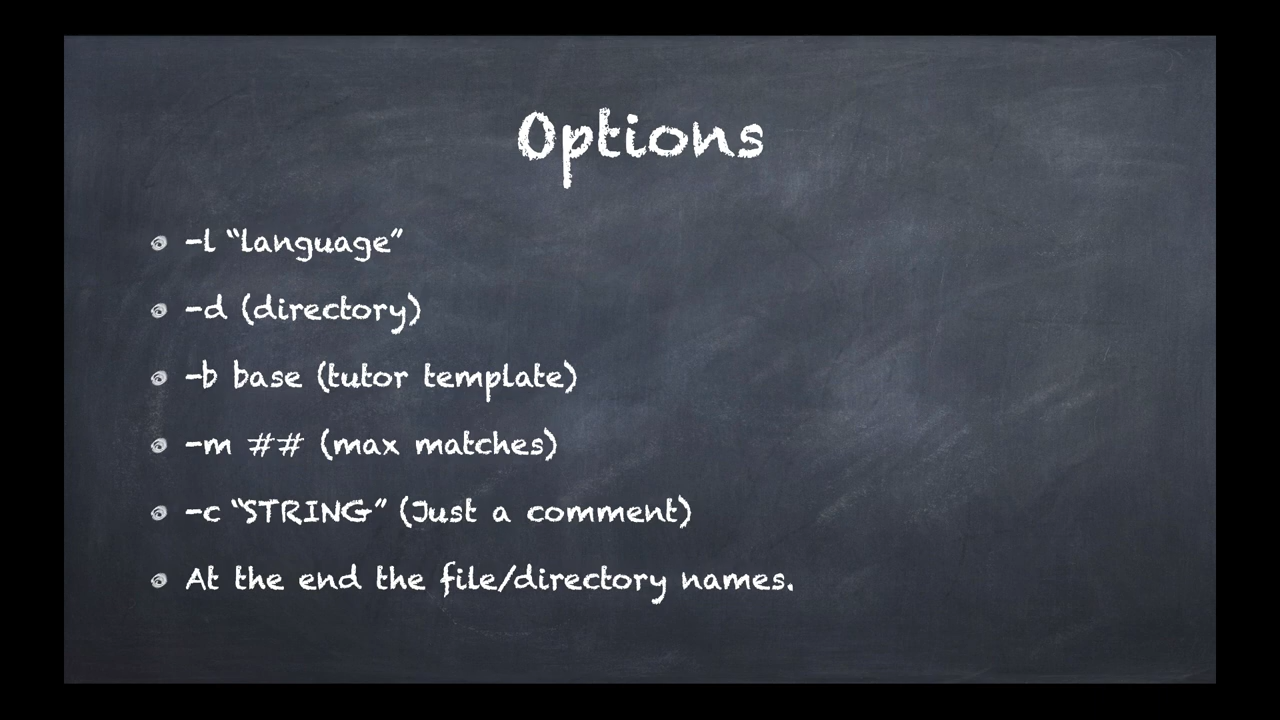 Options
-l “language”
-d (directory)
-b base (tutor template)
-m ## (max matches)
-c “STRING” (Just a comment)
At the end the file/directory names.